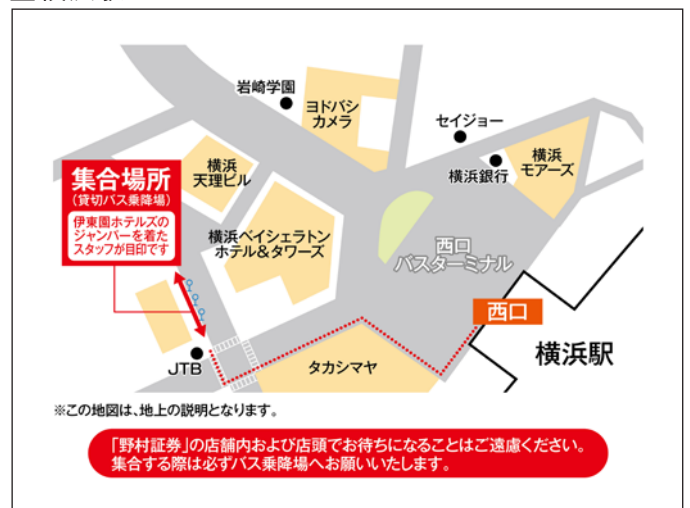 岩崎学園
ヨドバシ
カメラ
セイジョー
横浜
天理ビル
横浜銀行
横浜
モアーズ
集合場所
(貸切バス乗降場)
伊東園ホテルズの
ジャンパーを着た
スタッフが目印です
横浜ベイシェラトン
ホテル&タワーズ
西口
バスターミナル
西口
横浜駅
JTB
タカシマヤ
※この地図は、地上の説明となります。
「野村証券」の店舗内および店頭でお待ちになることはご遠慮ください。
集合する際は必ずバス乗降場へお願いいたします。